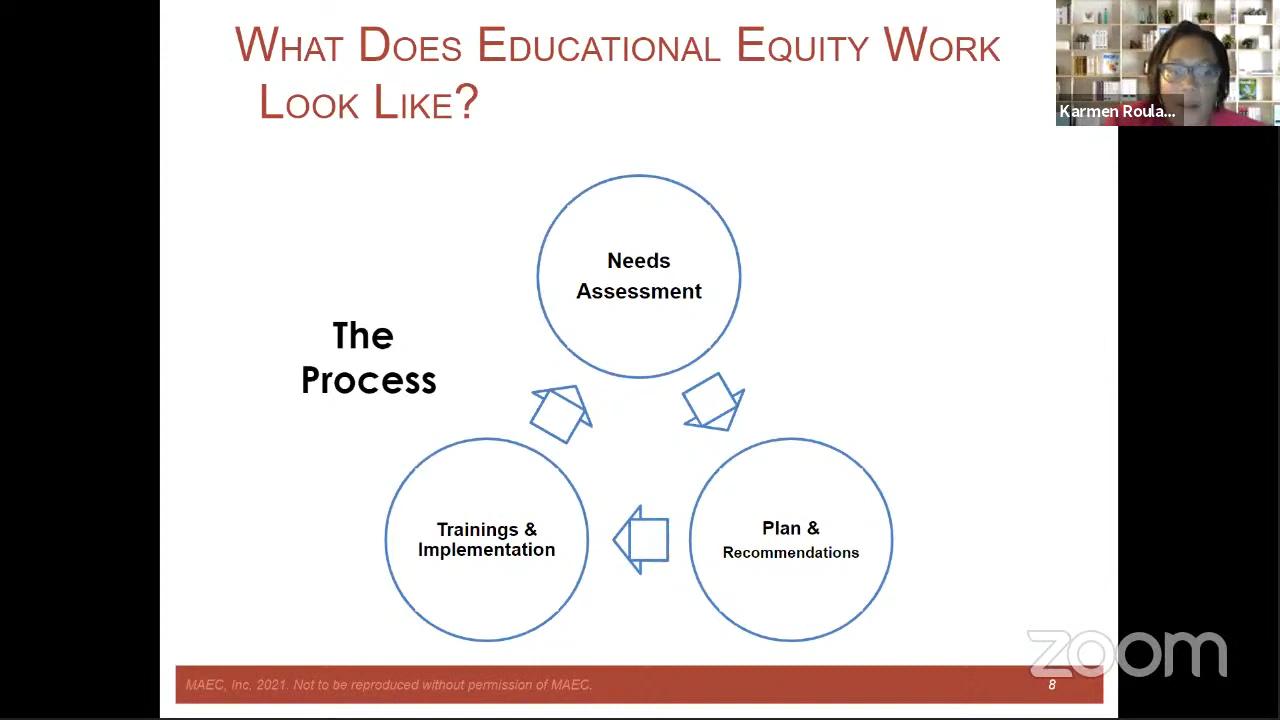 What Does Educational Equity Work
Look Like?
Karmen Roula...
Needs
Assessment
The
Process
Trainings &
Implementation
Plan &
Recommendations
zoom
MAEC, Inc. 2021. Not to be reproduced without permission of MAEC.
8